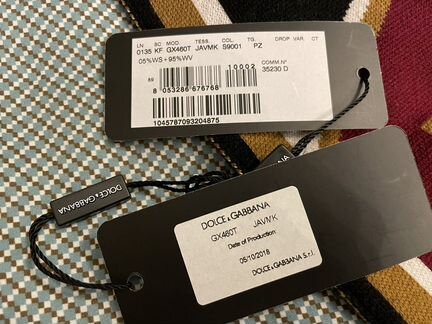 LN SC MOD. TESS. COL. TG. DROP VAR. CT
0135 KF GX460T JAVMK S9001 PZ
05%WS+95%WV
10002 COMM.N°
89 35230 D
8 053286 676768
1045787093204875
DOLCE & GABBANA
DOLCE & GABBANA
GX460T JAVMK
Date of Production
05/10/2018
DOLCE & GABBANA S.r.l.